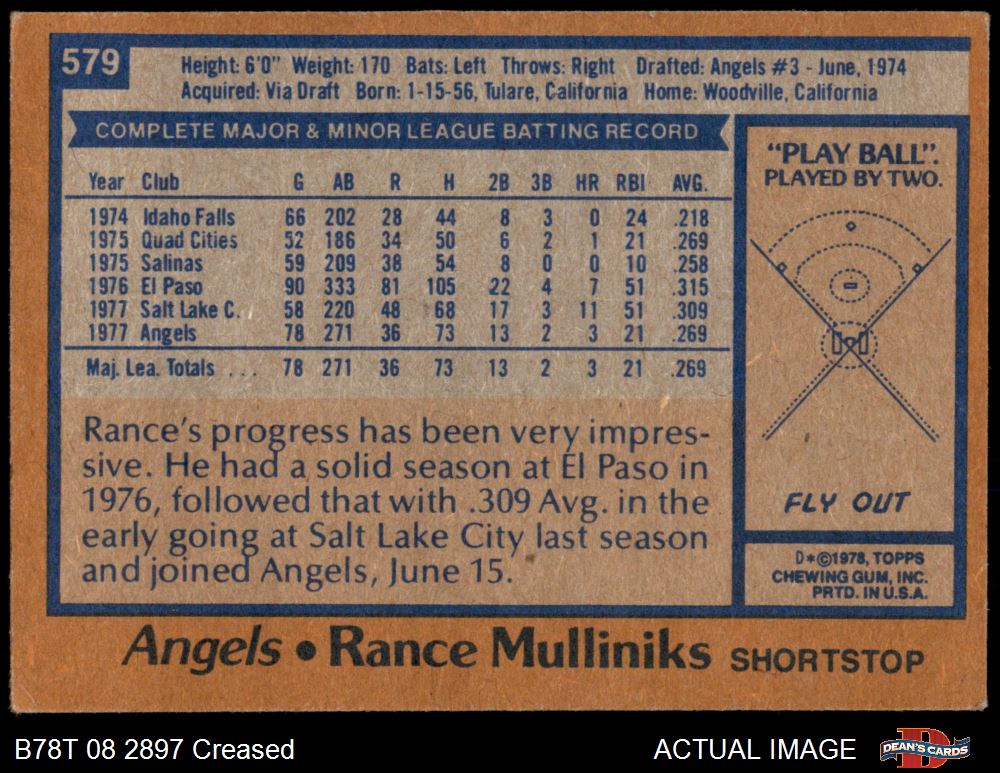 579
Height: 6'0" Weight: 170 Bats: Left Throws: Right Drafted: Angels #3 - June, 1974
Acquired: Via Draft Born: 1-15-56, Tulare, California Home: Woodville, California
COMPLETE MAJOR & MINOR LEAGUE BATTING RECORD
Year Club G AB R H 2B 3B HR RBI AVG.
1974 Idaho Falls 66 202 28 44 8 3 0 24 .218
1975 Quad Cities 52 186 34 50 6 2 1 21 .269
1975 Salinas 59 209 38 54 8 0 0 10 .258
1976 El Paso 90 333 81 105 22 4 7 51 .315
1977 Salt Lake C. 58 220 48 68 17 3 11 51 .309
1977 Angels 78 271 36 73 13 2 3 21 .269
Maj. Lea. Totals . . . 78 271 36 73 13 2 3 21 .269
Rance's progress has been very impres-
sive. He had a solid season at El Paso in
1976, followed that with .309 Avg. in the
early going at Salt Lake City last season
and joined Angels, June 15.
"PLAY BALL".
PLAYED BY TWO.
FLY OUT
D*©1978, TOPPS
CHEWING GUM, INC.
PRTD. IN U.S.A.
Angels • Rance Mulliniks SHORTSTOP
B78T 08 2897 Creased
ACTUAL IMAGE
D
DEAN'S CARDS